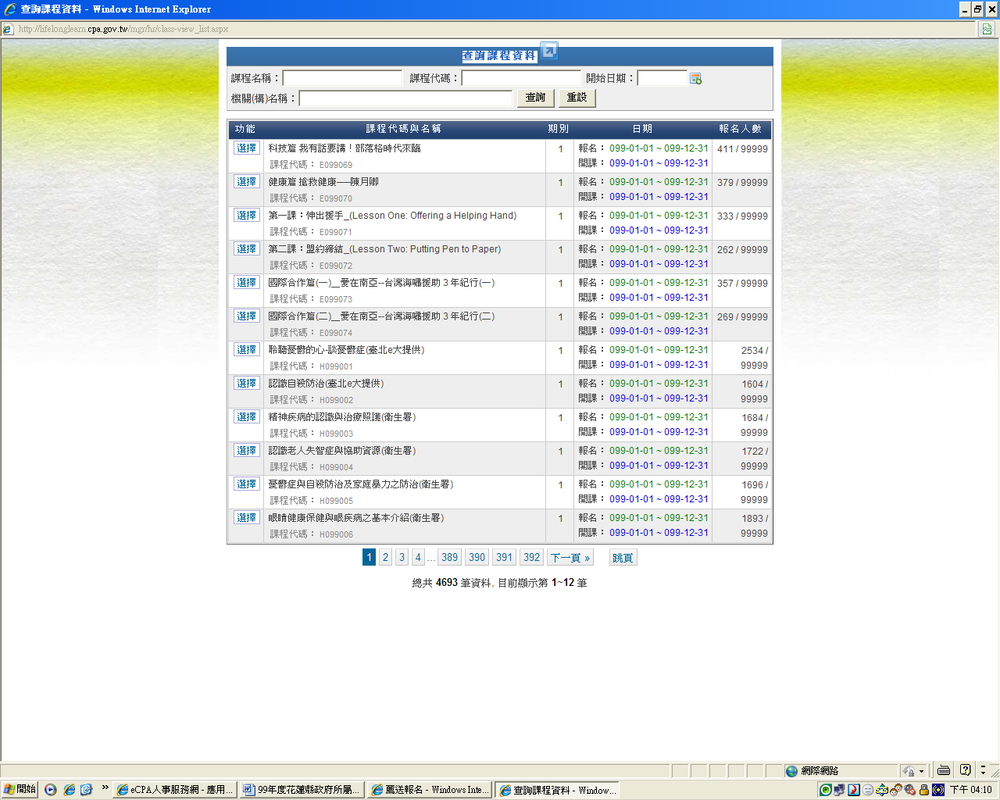 查詢課程資料 - Windows Internet Explorer
http://lifelonglearn.cpa.gov.tw/mgr/hr/class-view_list.aspx
查詢課程資料
課程名稱： 課程代碼： 開始日期：
機關(構)名稱： 查詢 重設
功能 課程代碼與名稱 期別 日期 報名人數
選擇 科技篇 我有話要講！部落格時代來臨 1 報名： 099-01-01 ~ 099-12-31 411 / 99999
課程代碼： E099069 開課： 099-01-01 ~ 099-12-31
選擇 健康篇 搶救健康──陳月卿 1 報名： 099-01-01 ~ 099-12-31 379 / 99999
課程代碼： E099070 開課： 099-01-01 ~ 099-12-31
選擇 第一課：伸出援手_(Lesson One: Offering a Helping Hand) 1 報名： 099-01-01 ~ 099-12-31 333 / 99999
課程代碼： E099071 開課： 099-01-01 ~ 099-12-31
選擇 第二課：盟約締結_(Lesson Two: Putting Pen to Paper) 1 報名： 099-01-01 ~ 099-12-31 262 / 99999
課程代碼： E099072 開課： 099-01-01 ~ 099-12-31
選擇 國際合作篇(一)__愛在南亞--台灣海嘯援助 3 年紀行(一) 1 報名： 099-01-01 ~ 099-12-31 357 / 99999
課程代碼： E099073 開課： 099-01-01 ~ 099-12-31
選擇 國際合作篇(二)__愛在南亞--台灣海嘯援助 3 年紀行(二) 1 報名： 099-01-01 ~ 099-12-31 269 / 99999
課程代碼： E099074 開課： 099-01-01 ~ 099-12-31
選擇 聆聽憂鬱的心-談憂鬱症(臺北e大提供) 1 報名： 099-01-01 ~ 099-12-31 2534 /
課程代碼： H099001 開課： 099-01-01 ~ 099-12-31 99999
選擇 認識自殺防治(臺北e大提供) 1 報名： 099-01-01 ~ 099-12-31 1604 /
課程代碼： H099002 開課： 099-01-01 ~ 099-12-31 99999
選擇 精神疾病的認識與治療照護(衛生署) 1 報名： 099-01-01 ~ 099-12-31 1684 /
課程代碼： H099003 開課： 099-01-01 ~ 099-12-31 99999
選擇 認識老人失智症與協助資源(衛生署) 1 報名： 099-01-01 ~ 099-12-31 1722 /
課程代碼： H099004 開課： 099-01-01 ~ 099-12-31 99999
選擇 憂鬱症與自殺防治及家庭暴力之防治(衛生署) 1 報名： 099-01-01 ~ 099-12-31 1696 /
課程代碼： H099005 開課： 099-01-01 ~ 099-12-31 99999
選擇 眼睛健康保健與眼疾病之基本介紹(衛生署) 1 報名： 099-01-01 ~ 099-12-31 1893 /
課程代碼： H099006 開課： 099-01-01 ~ 099-12-31 99999
1 2 3 4 ... 389 390 391 392 下一頁 » 跳頁
總共 4693 筆資料, 目前顯示第 1~12 筆
網際網路
開始 » eCPA人事服務網 - 應用... 99年度花蓮縣政府所屬... 薦送報名 - Windows Inte... 查詢課程資料 - Window... 下午 04:10